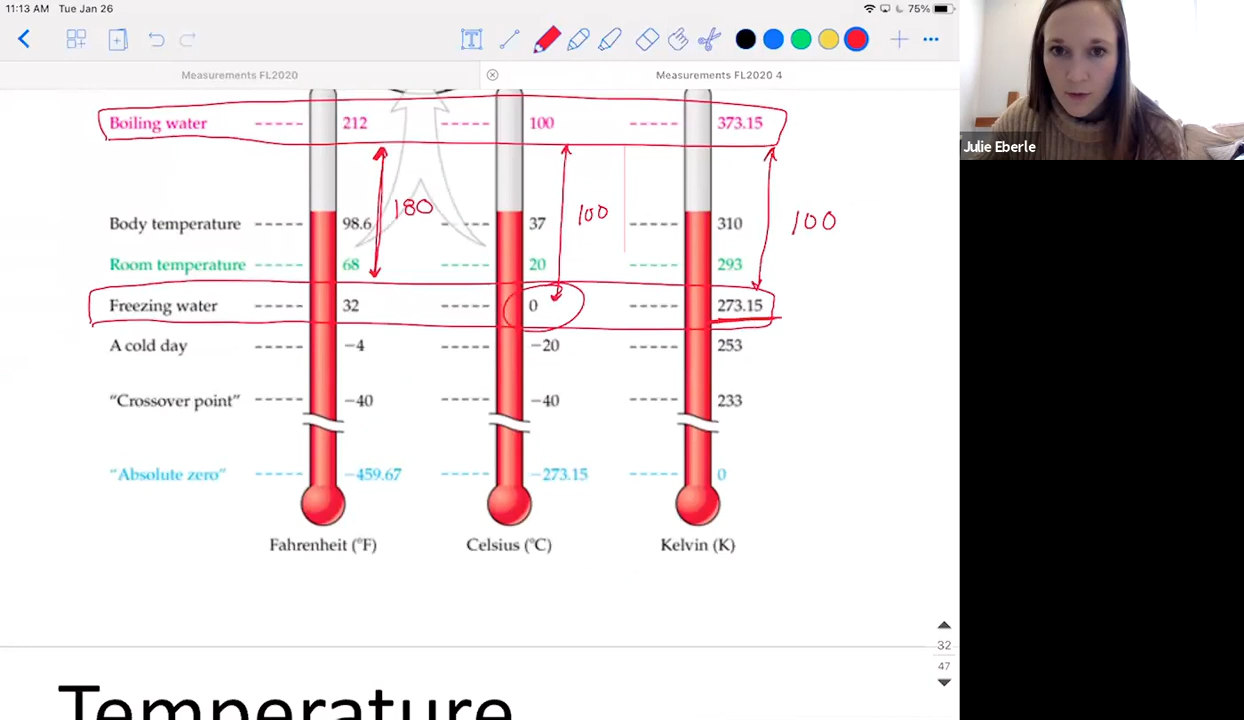 11:13 AM Tue Jan 26 75%
T
Measurements FL2020 Measurements FL2020 4
Boiling water ----- 212 ----- 100 ----- 373.15
180 100 100
Body temperature ----- 98.6 ----- 37 ----- 310
Room temperature ----- 68 ----- 20 ----- 293
Freezing water ----- 32 0 ----- 273.15
A cold day ----- −4 ----- −20 ----- 253
“Crossover point” ----- −40 ----- −40 ----- 233
“Absolute zero” ----- −459.67 ----- −273.15 ----- 0
Fahrenheit (°F) Celsius (°C) Kelvin (K)
32
47
Temperature
Julie Eberle